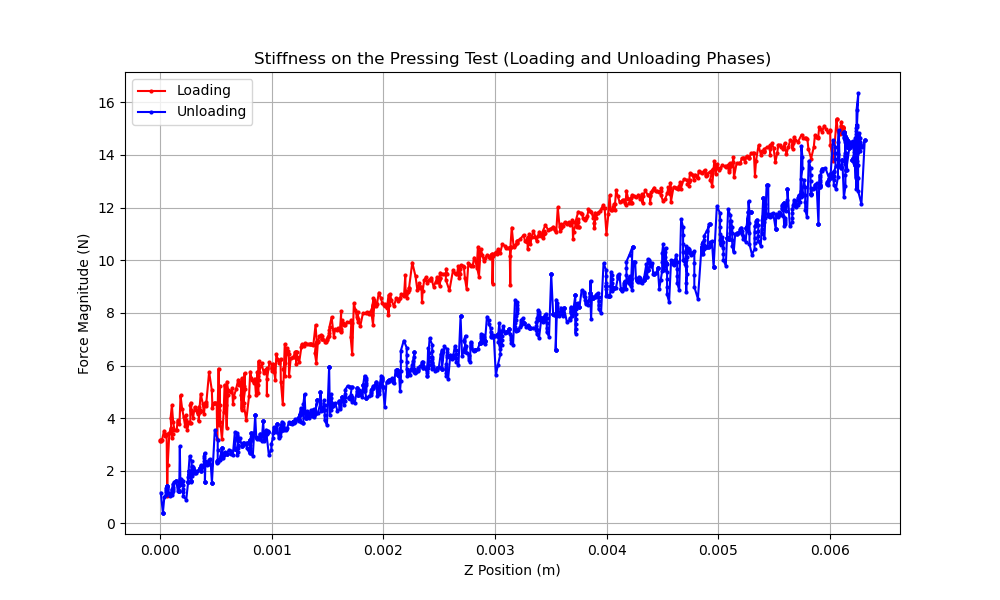 Stiffness on the Pressing Test (Loading and Unloading Phases)
Loading
Unloading
Force Magnitude (N)
16
14
12
10
8
6
4
2
0
0.000 0.001 0.002 0.003 0.004 0.005 0.006
Z Position (m)